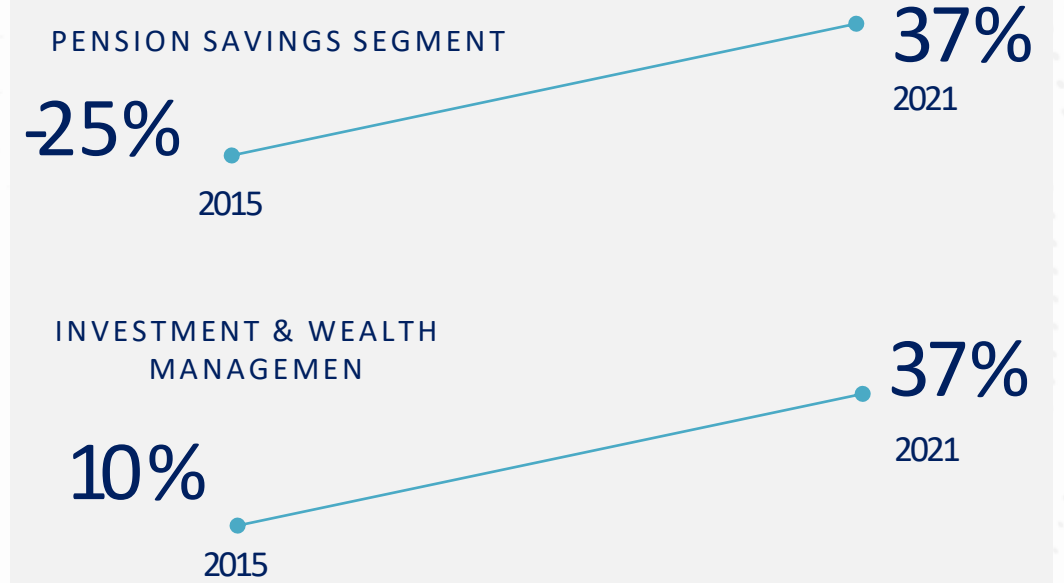 PENSION SAVINGS SEGMENT
37%
2021
-25%
2015
INVESTMENT & WEALTH
MANAGEMEN
37%
2021
10%
2015